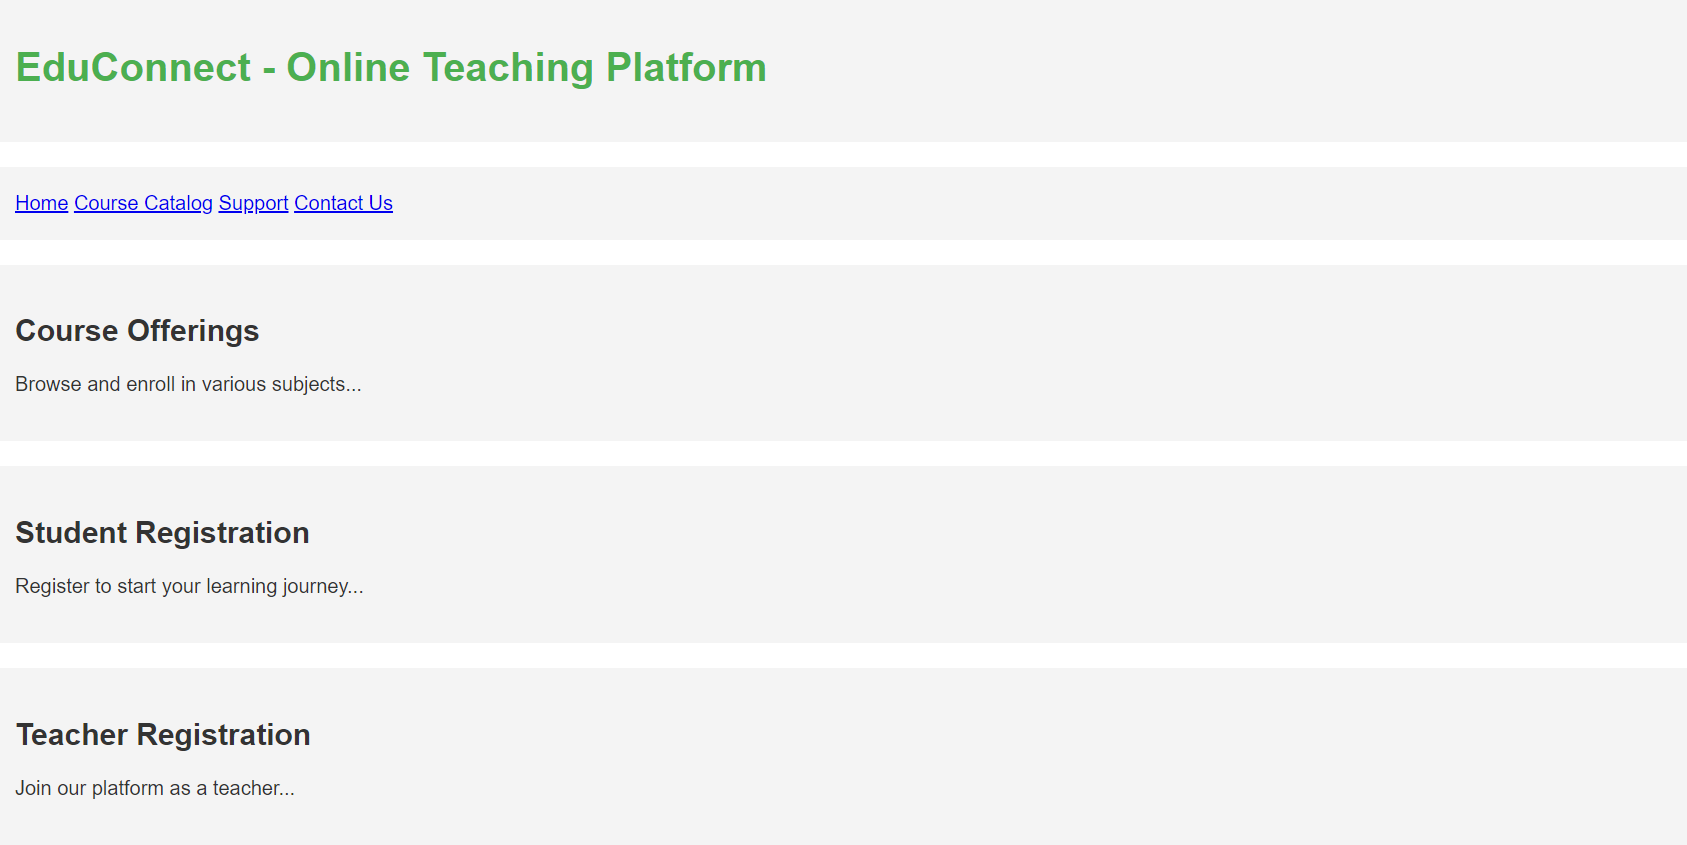 EduConnect - Online Teaching Platform
Home Course Catalog Support Contact Us
Course Offerings
Browse and enroll in various subjects...
Student Registration
Register to start your learning journey...
Teacher Registration
Join our platform as a teacher...